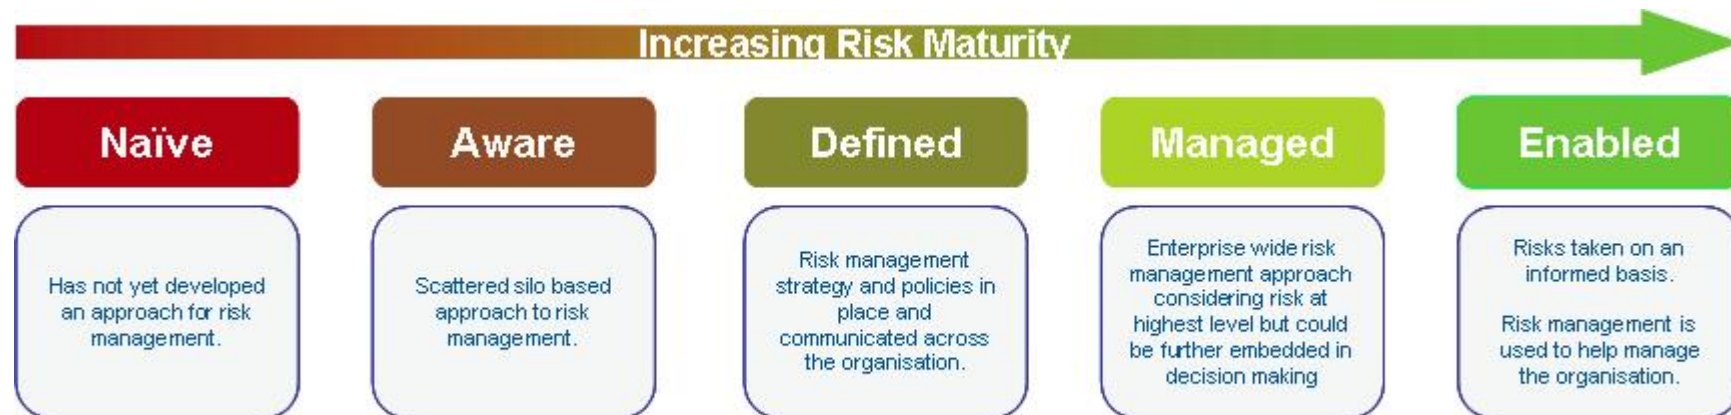 Increasing Risk Maturity
Naïve
Aware
Defined
Managed
Enabled
Has not yet developed
an approach for risk
management.
Scattered silo based
approach to risk
management.
Risk management
strategy and policies in
place and
communicated across
the organisation.
Enterprise wide risk
management approach
considering risk at
highest level but could
be further embedded in
decision making
Risks taken on an
informed basis.
Risk management is
used to help manage
the organisation.